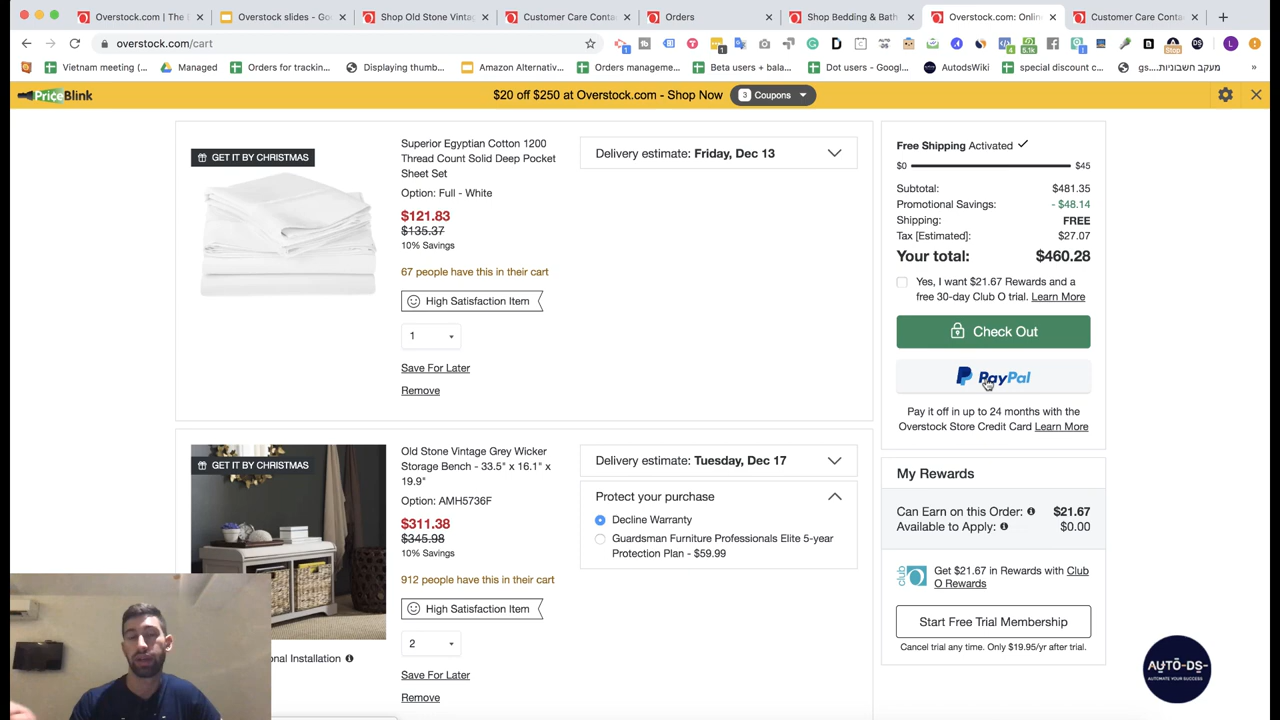 Overstock.com | The
Overstock slides - Go
Shop Old Stone Vinta
Customer Care Conta
Orders
Shop Bedding & Bath
Overstock.com: Onlin
Customer Care Conta
overstock.com/cart
Vietnam meeting (...
Managed
Orders for trackin...
Displaying thumb...
Amazon Alternativ...
Orders manageme...
Beta users + bala...
Dot users - Googl...
AutodsWiki
special discount c...
מעקב חשבוניות....gs
PriceBlink
$20 off $250 at Overstock.com - Shop Now
3 Coupons
GET IT BY CHRISTMAS
Superior Egyptian Cotton 1200
Thread Count Solid Deep Pocket
Sheet Set
Option: Full - White
$121.83
$135.37
10% Savings
67 people have this in their cart
High Satisfaction Item
1
Save For Later
Remove
Delivery estimate: Friday, Dec 13
GET IT BY CHRISTMAS
Old Stone Vintage Grey Wicker
Storage Bench - 33.5" x 16.1" x
19.9"
Option: AMH5736F
$311.38
$345.98
10% Savings
912 people have this in their cart
High Satisfaction Item
2
Save For Later
Remove
onal Installation
Delivery estimate: Tuesday, Dec 17
Protect your purchase
Decline Warranty
Guardsman Furniture Professionals Elite 5-year
Protection Plan - $59.99
Free Shipping Activated
$0 $45
Subtotal: $481.35
Promotional Savings: - $48.14
Shipping: FREE
Tax [Estimated]: $27.07
Your total: $460.28
Yes, I want $21.67 Rewards and a
free 30-day Club O trial. Learn More
Check Out
PayPal
Pay it off in up to 24 months with the
Overstock Store Credit Card Learn More
My Rewards
Can Earn on this Order: $21.67
Available to Apply: $0.00
club O
Get $21.67 in Rewards with Club
O Rewards
Start Free Trial Membership
Cancel trial any time. Only $19.95/yr after trial.
AUTO-DS-
AUTOMATE YOUR SUCCESS